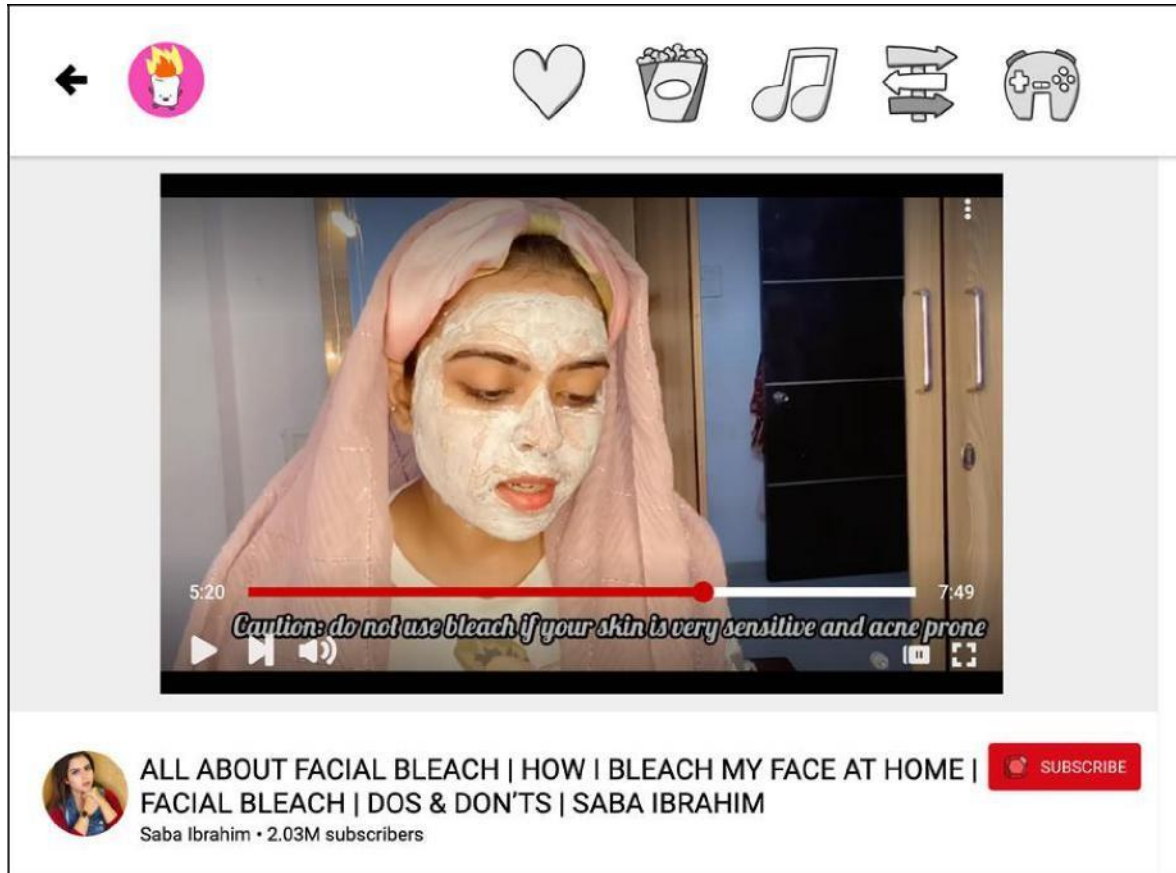 5:20
7:49
Caution: do not use bleach if your skin is very sensitive and acne prone
ALL ABOUT FACIAL BLEACH | HOW I BLEACH MY FACE AT HOME |
FACIAL BLEACH | DOS & DON'TS | SABA IBRAHIM
SUBSCRIBE
Saba Ibrahim • 2.03M subscribers